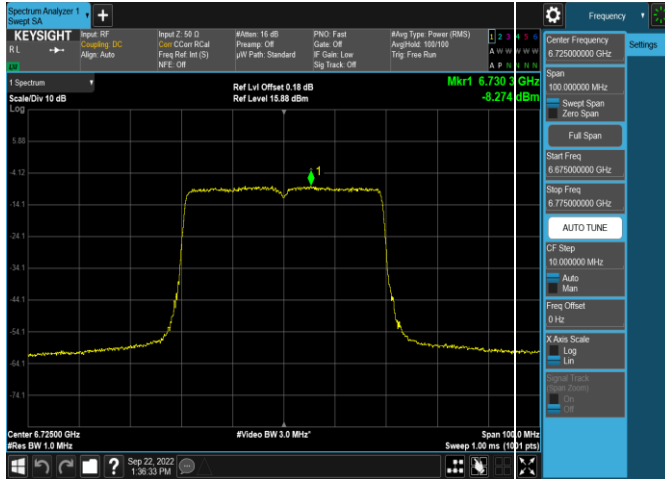 Spectrum Analyzer 1
Swept SA
+
Frequency
KEYSIGHT
R L
Input: RF
Coupling: DC
Align: Auto
Input Z: 50 Ω
Corr CCorr RCal
Freq Ref: Int (S)
NFE: Off
#Atten: 16 dB
Preamp: Off
µW Path: Standard
PNO: Fast
Gate: Off
IF Gain: Low
Sig Track: Off
#Avg Type: Power (RMS)
Avg|Hold: 100/100
Trig: Free Run
1 2 3 4 5 6
A W W W W W
A P N N N N
1 Spectrum
Scale/Div 10 dB
Log
Ref Lvl Offset 0.18 dB
Ref Level 15.88 dBm
Mkr1 6.730 3 GHz
-8.274 dBm
5.88
-4.12
-14.1
-24.1
-34.1
-44.1
-54.1
-64.1
-74.1
1
Center 6.72500 GHz
#Res BW 1.0 MHz
#Video BW 3.0 MHz*
Span 100.0 MHz
Sweep 1.00 ms (1001 pts)
Sep 22, 2022
1:36:33 PM
?
Center Frequency
6.725000000 GHz
Settings
Span
100.000000 MHz
Swept Span
Zero Span
Full Span
Start Freq
6.675000000 GHz
Stop Freq
6.775000000 GHz
AUTO TUNE
CF Step
10.000000 MHz
Auto
Man
Freq Offset
0 Hz
X Axis Scale
Log
Lin
Signal Track
(Span Zoom)
On
Off